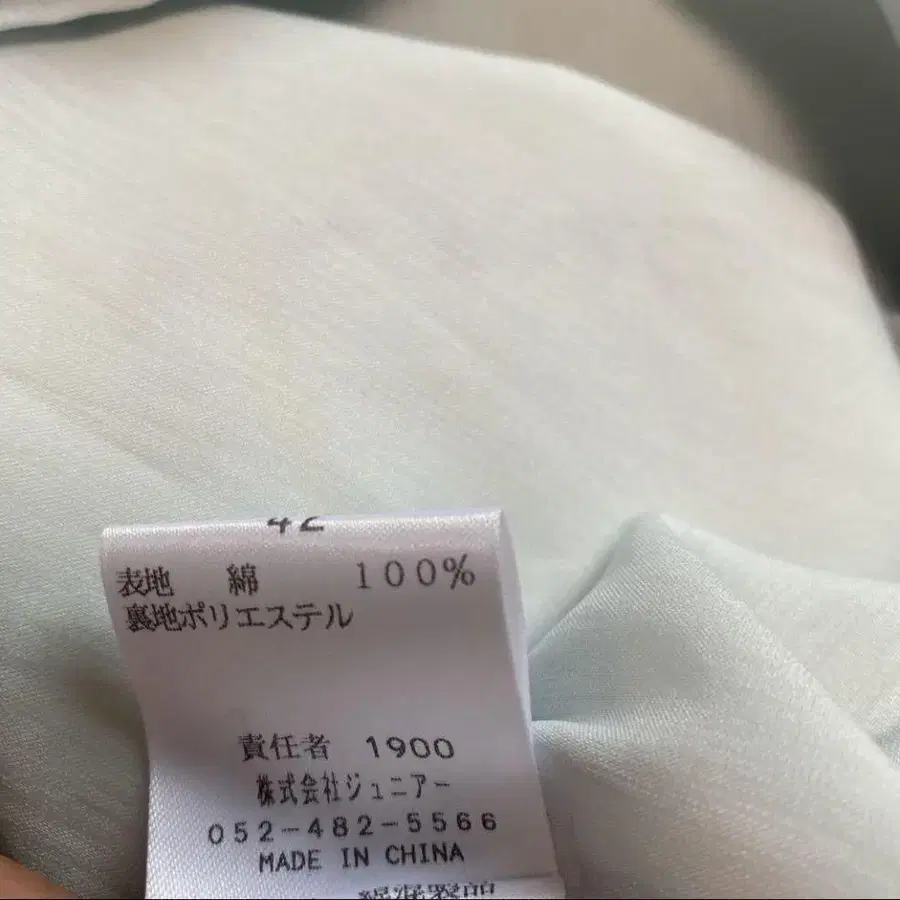 42
表地 綿 100%
裏地ポリエステル
責任者 1900
株式会社ジュニアー
052-482-5566
MADE IN CHINA